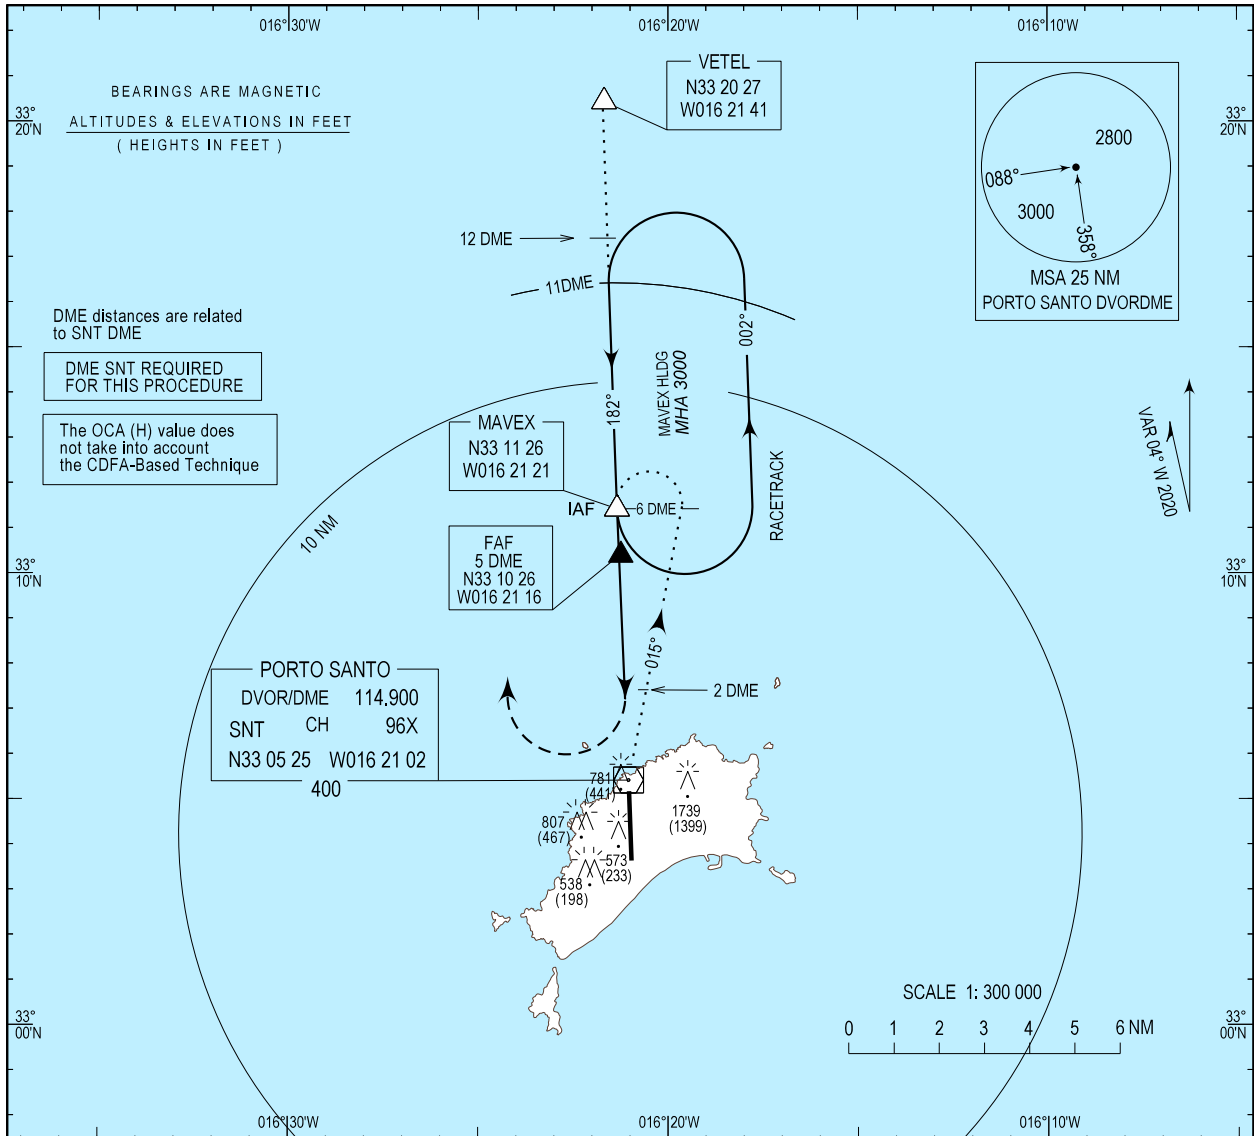 016°30'W
016°20'W
016°10'W
33°
20'N
33°
20'N
BEARINGS ARE MAGNETIC
ALTITUDES & ELEVATIONS IN FEET
( HEIGHTS IN FEET )
VETEL
N33 20 27
W016 21 41
2800
088°
3000
358°
MSA 25 NM
PORTO SANTO DVORDME
12 DME
11DME
DME distances are related
to SNT DME
DME SNT REQUIRED
FOR THIS PROCEDURE
The OCA (H) value does
not take into account
the CDFA-Based Technique
002°
MAVEX HLDG
MHA 3000
182°
RACETRACK
VAR 04° W 2020
MAVEX
N33 11 26
W016 21 21
IAF
6 DME
10 NM
FAF
5 DME
N33 10 26
W016 21 16
33°
10'N
33°
10'N
015°
2 DME
PORTO SANTO
DVOR/DME 114.900
SNT CH 96X
N33 05 25 W016 21 02
400
781
(441)
1739
(1399)
807
(467)
573
(233)
538
(198)
SCALE 1: 300 000
0 1 2 3 4 5 6 NM
33°
00'N
33°
00'N
016°30'W
016°20'W
016°10'W